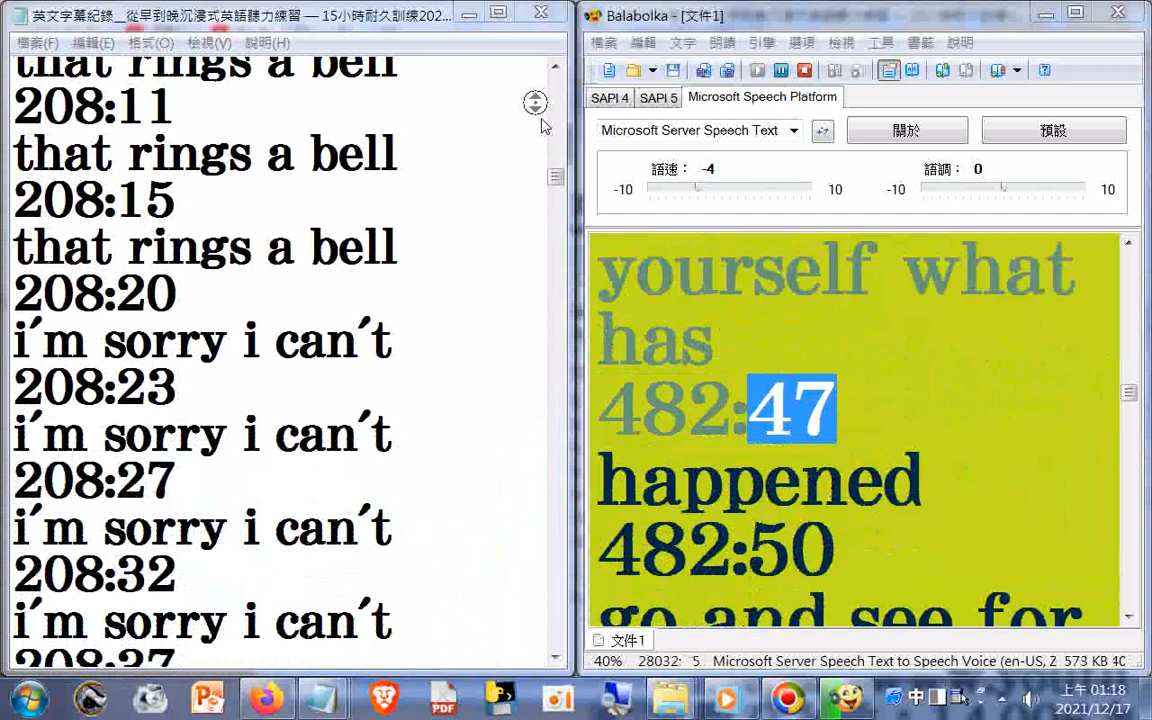 英文字幕紀錄__從早到晚沉浸式英語聽力練習 — 15小時耐久訓練202...
檔案(F) 編輯(E) 格式(O) 檢視(V) 說明(H)
that rings a bell
208:11
that rings a bell
208:15
that rings a bell
208:20
i'm sorry i can't
208:23
i'm sorry i can't
208:27
i'm sorry i can't
208:32
i'm sorry i can't
208:37
Balabolka - [文件1]
檔案 編輯 文字 朗讀 引擎 選項 檢視 工具 書籤 說明
SAPI 4 SAPI 5 Microsoft Speech Platform
Microsoft Server Speech Text 關於 預設
語速： -4 語調： 0
-10 10 -10 10
yourself what
has
482:47
happened
482:50
go and see for
文件1
40% 28032: 5 Microsoft Server Speech Text to Speech Voice (en-US, Z 573 KB
PDF
中
上午 01:18
2021/12/17